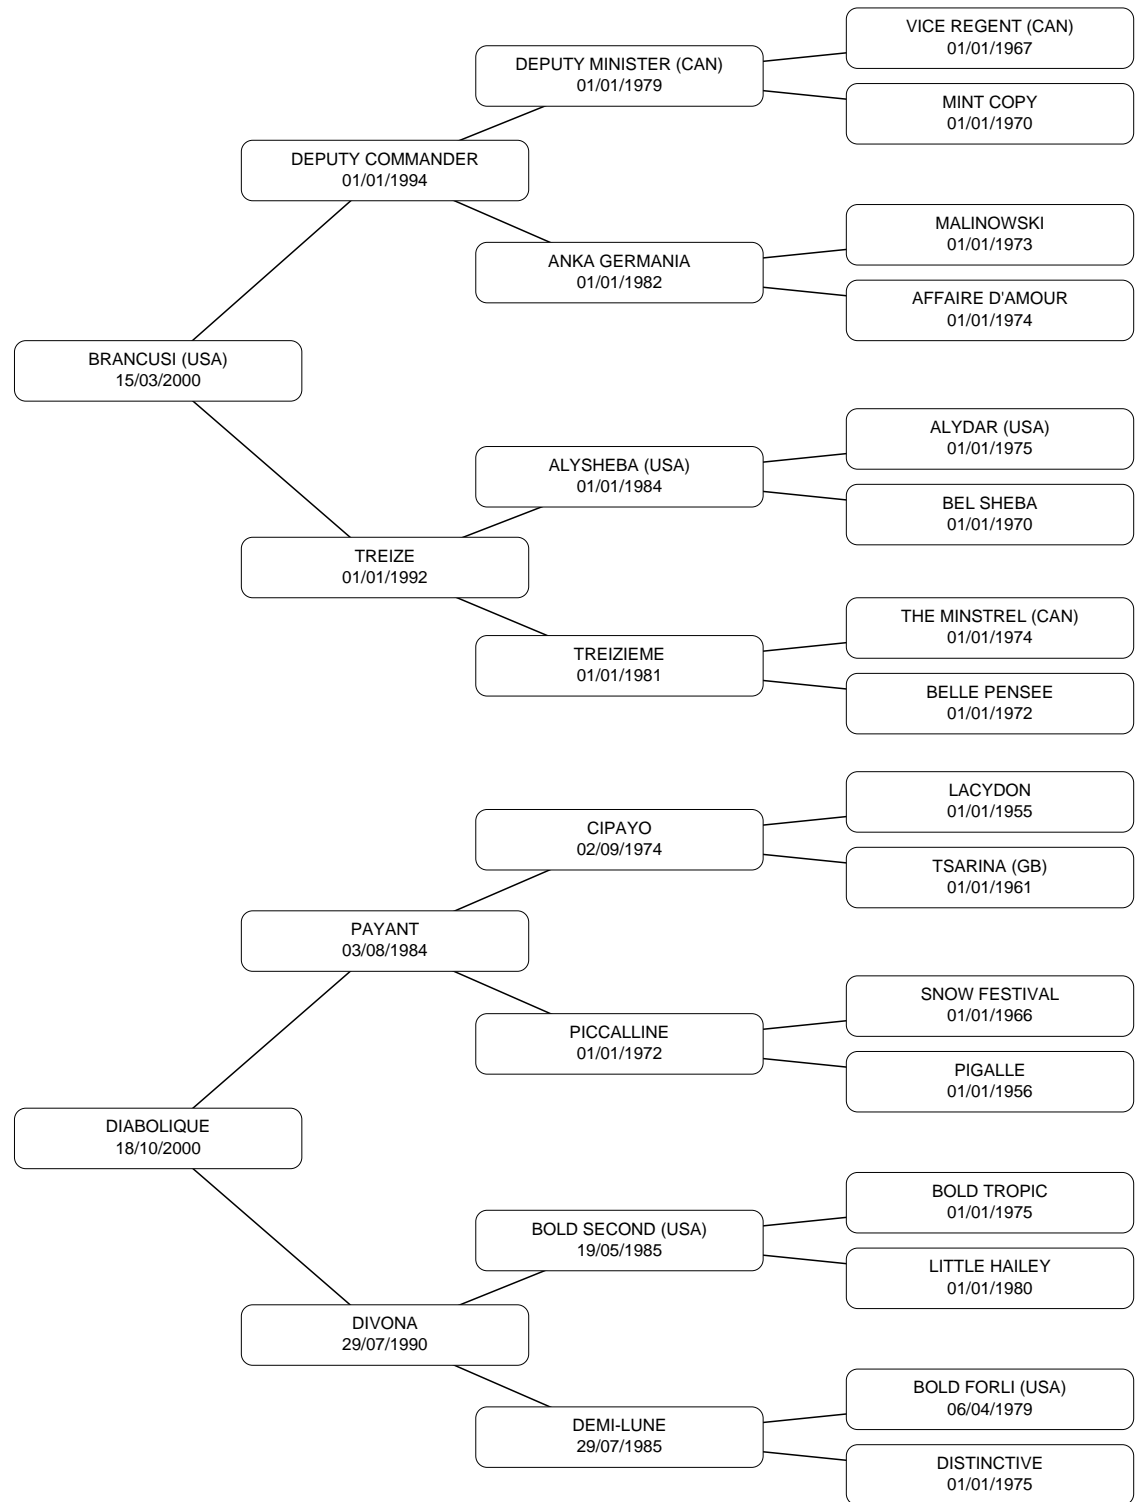 VICE REGENT (CAN)
01/01/1967
DEPUTY MINISTER (CAN)
01/01/1979
MINT COPY
01/01/1970
DEPUTY COMMANDER
01/01/1994
MALINOWSKI
01/01/1973
ANKA GERMANIA
01/01/1982
AFFAIRE D'AMOUR
01/01/1974
BRANCUSI (USA)
15/03/2000
ALYDAR (USA)
01/01/1975
ALYSHEBA (USA)
01/01/1984
BEL SHEBA
01/01/1970
TREIZE
01/01/1992
THE MINSTREL (CAN)
01/01/1974
TREIZIEME
01/01/1981
BELLE PENSEE
01/01/1972
LACYDON
01/01/1955
CIPAYO
02/09/1974
TSARINA (GB)
01/01/1961
PAYANT
03/08/1984
SNOW FESTIVAL
01/01/1966
PICCALLINE
01/01/1972
PIGALLE
01/01/1956
DIABOLIQUE
18/10/2000
BOLD TROPIC
01/01/1975
BOLD SECOND (USA)
19/05/1985
LITTLE HAILEY
01/01/1980
DIVONA
29/07/1990
BOLD FORLI (USA)
06/04/1979
DEMI-LUNE
29/07/1985
DISTINCTIVE
01/01/1975